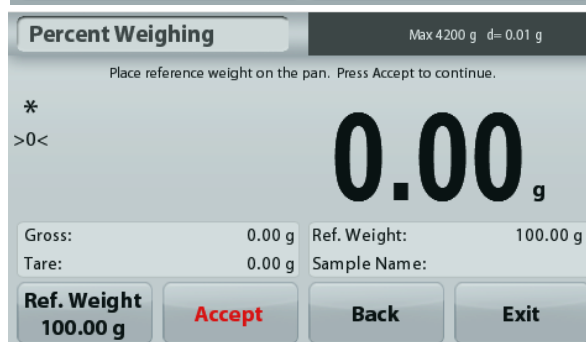 Percent Weighing
Max 4200 g d= 0.01 g
Place reference weight on the pan. Press Accept to continue.
*
>0<
0.00 g
Gross: 0.00 g Ref. Weight: 100.00 g
Tare: 0.00 g Sample Name:
Ref. Weight
100.00 g
Accept
Back
Exit